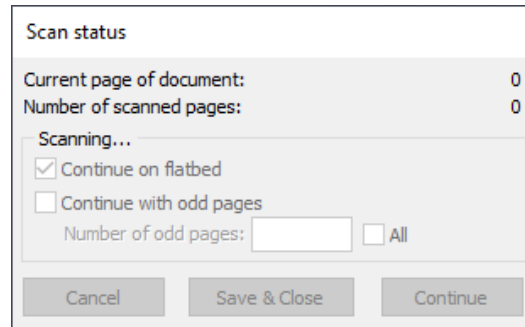 Scan status
Current page of document: 0
Number of scanned pages: 0
Scanning...
Continue on flatbed
Continue with odd pages
Number of odd pages: All
Cancel Save & Close Continue